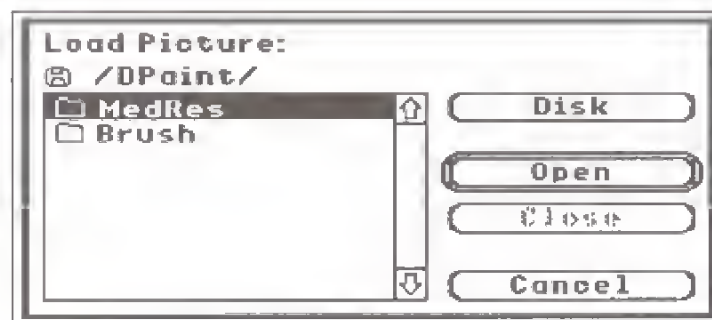 Load Picture:
/DPaint/
MedRes
Brush
Disk
Open
Close
Cancel